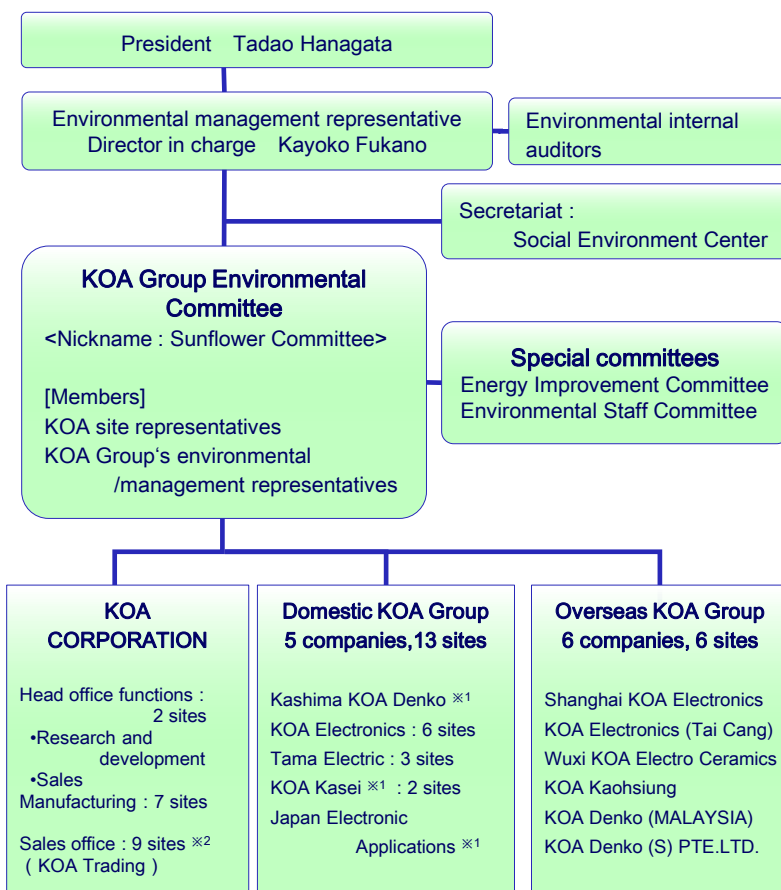 President Tadao Hanagata
Environmental management representative
Director in charge Kayoko Fukano
Environmental internal
auditors
Secretariat :
Social Environment Center
KOA Group Environmental
Committee
<Nickname : Sunflower Committee>
[Members]
KOA site representatives
KOA Group‘s environmental
/management representatives
Special committees
Energy Improvement Committee
Environmental Staff Committee
KOA
CORPORATION
Head office functions :
2 sites
•Research and
development
•Sales
Manufacturing : 7 sites
Sales office : 9 sites ※2
( KOA Trading )
Domestic KOA Group
5 companies,13 sites
Kashima KOA Denko ※1
KOA Electronics : 6 sites
Tama Electric : 3 sites
KOA Kasei ※1 : 2 sites
Japan Electronic
Applications ※1
Overseas KOA Group
6 companies, 6 sites
Shanghai KOA Electronics
KOA Electronics (Tai Cang)
Wuxi KOA Electro Ceramics
KOA Kaohsiung
KOA Denko (MALAYSIA)
KOA Denko (S) PTE.LTD.